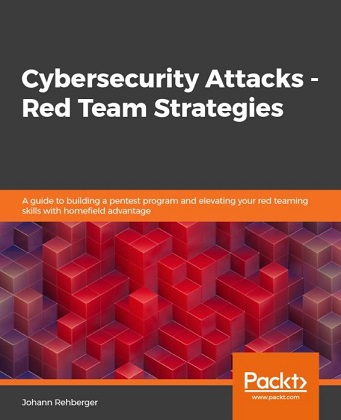 Cybersecurity Attacks -
Red Team Strategies
A guide to building a pentest program and elevating your red teaming
skills with homefield advantage
Johann Rehberger
Packt>
www.packt.com